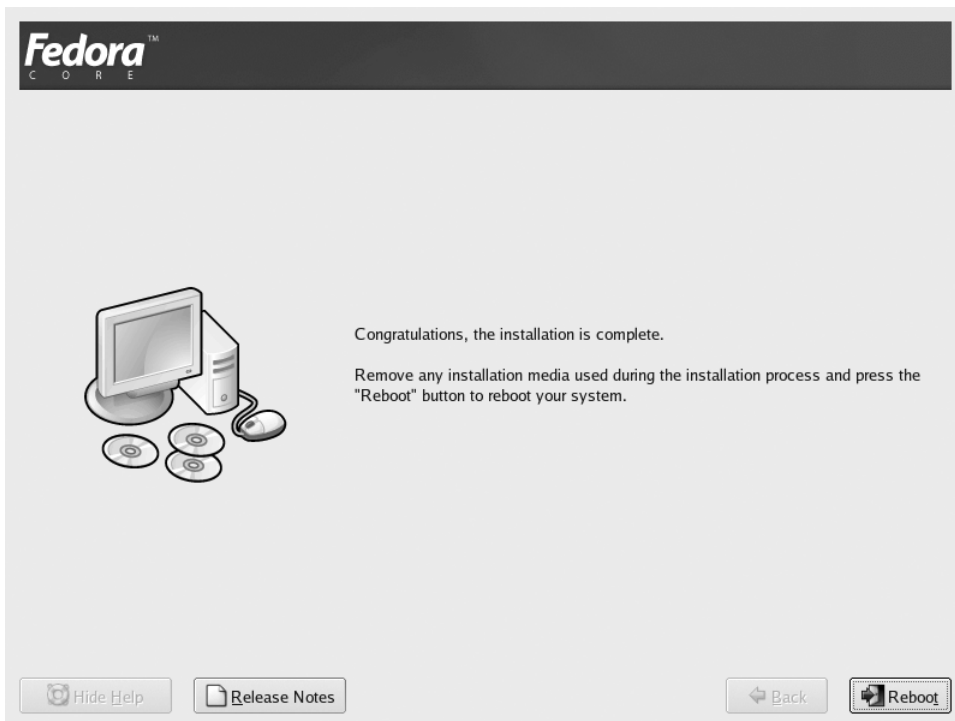 Fedora™
CORE
Congratulations, the installation is complete.
Remove any installation media used during the installation process and press the
"Reboot" button to reboot your system.
Hide Help
Release Notes
Back
Reboot